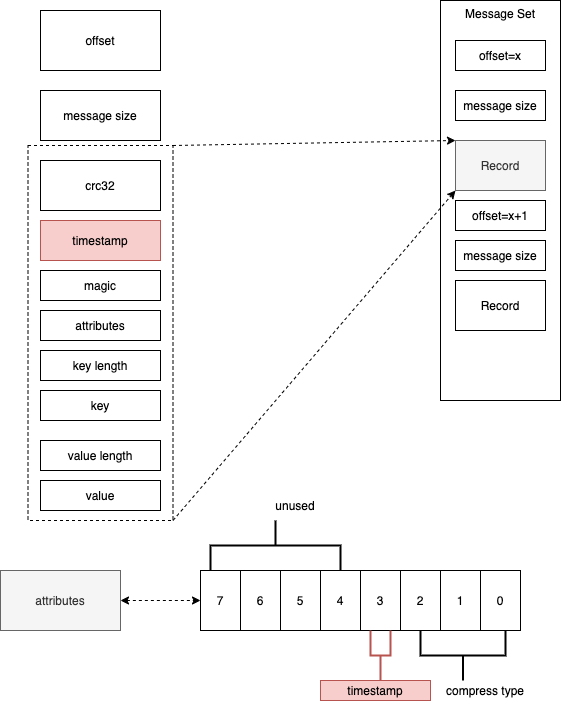 offset
message size
crc32
timestamp
magic
attributes
key length
key
value length
value
Message Set
offset=x
message size
Record
offset=x+1
message size
Record
unused
attributes
7 6 5 4 3 2 1 0
timestamp
compress type